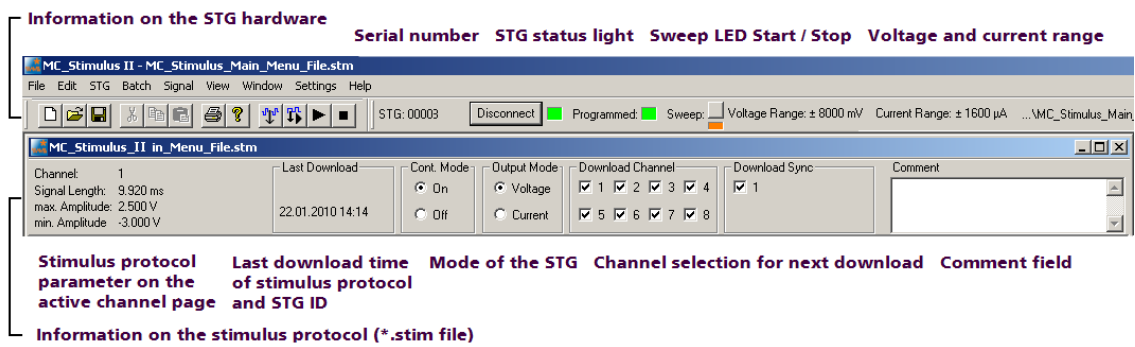 Information on the STG hardware
Serial number STG status light Sweep LED Start / Stop Voltage and current range
MC_Stimulus II - MC_Stimulus_Main_Menu_File.stm
File Edit STG Batch Signal View Window Settings Help
STG: 00003 Disconnect Programmed: Sweep: Voltage Range: ± 8000 mV Current Range: ± 1600 µA ...\MC_Stimulus_Main_
MC_Stimulus_II in_Menu_File.stm
Last Download Cont. Mode Output Mode Download Channel Download Sync Comment
Channel: 1
On Voltage 1 2 3 4 1
Signal Length: 9.920 ms
max. Amplitude: 2.500 V
22.01.2010 14:14 Off Current 5 6 7 8
min. Amplitude -3.000 V
Stimulus protocol Last download time Mode of the STG Channel selection for next download Comment field
parameter on the of stimulus protocol
active channel page and STG ID
Information on the stimulus protocol (*.stim file)